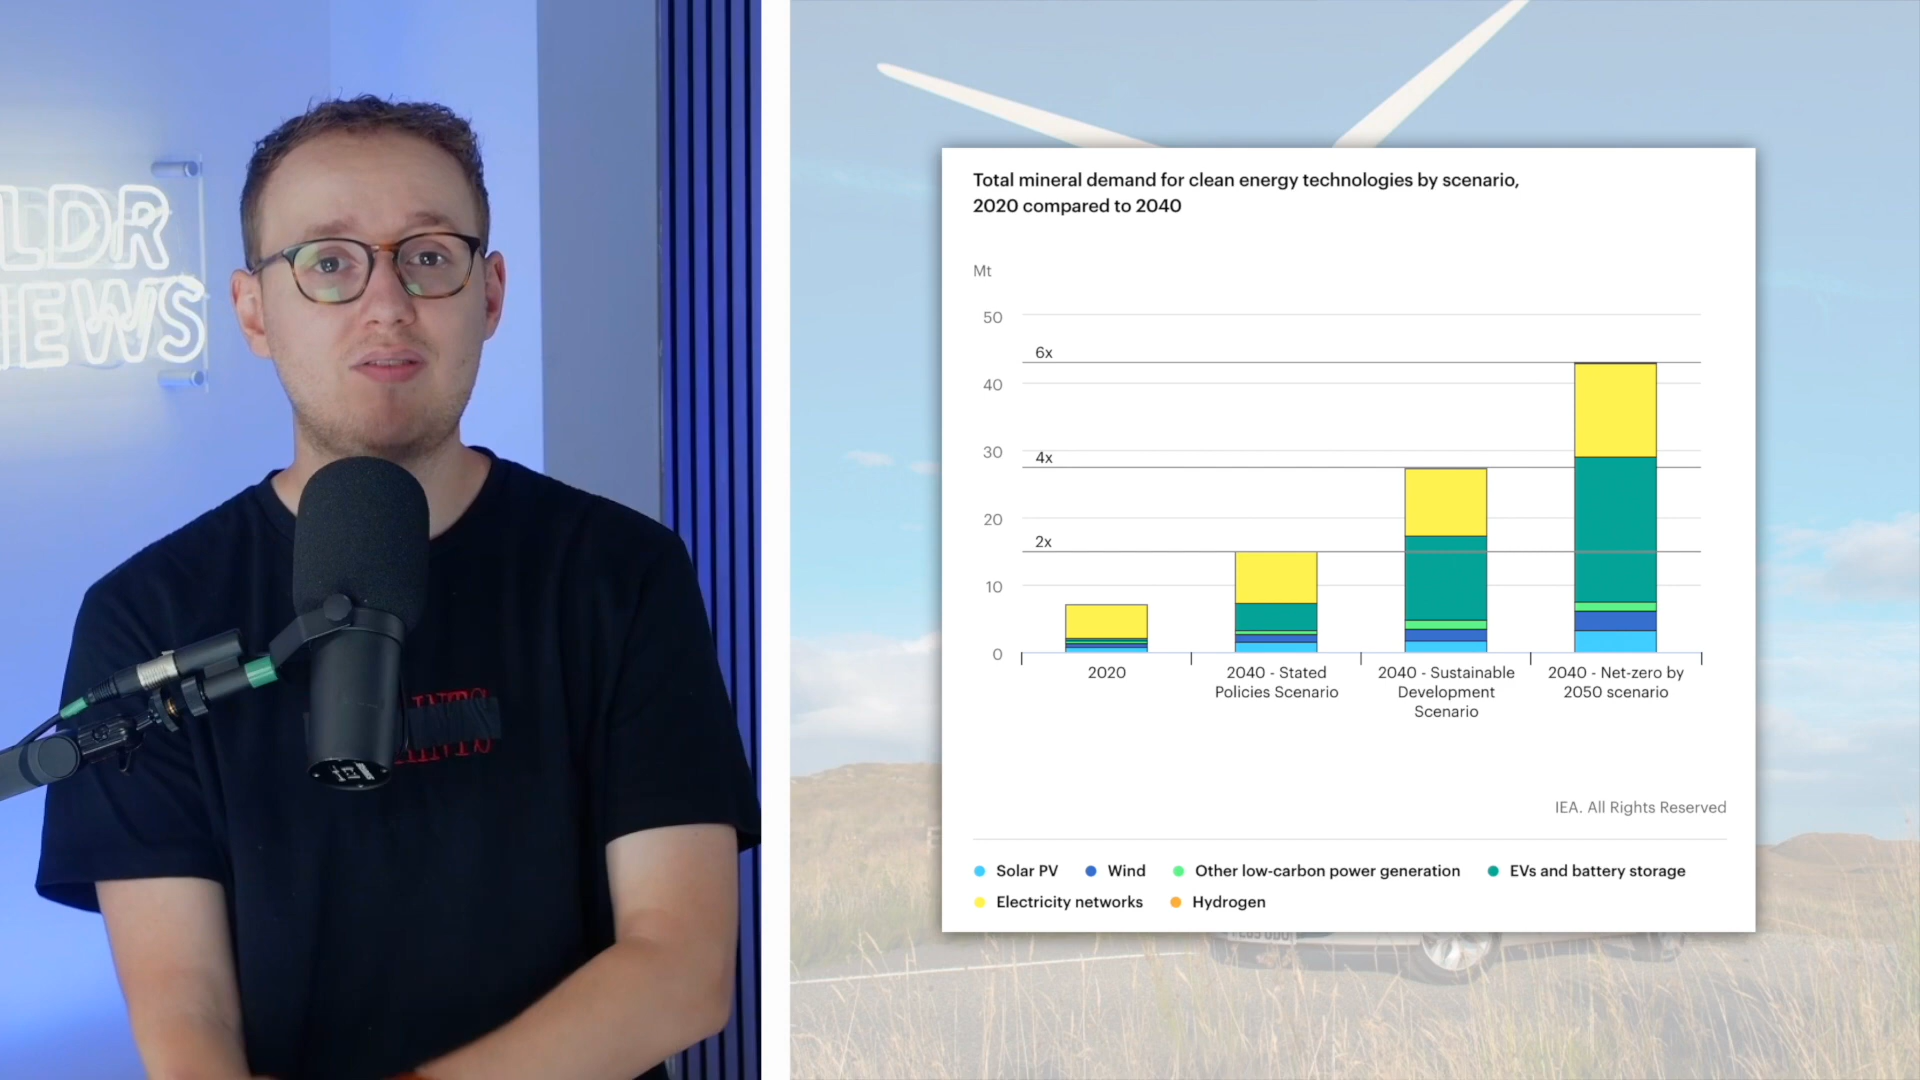 LDR
EWS
Total mineral demand for clean energy technologies by scenario,
2020 compared to 2040
Mt
50
6x
40
30
4x
20
2x
10
0
2020
2040 - Stated
Policies Scenario
2040 - Sustainable
Development
Scenario
2040 - Net-zero by
2050 scenario
IEA. All Rights Reserved
Solar PV
Wind
Other low-carbon power generation
EVs and battery storage
Electricity networks
Hydrogen